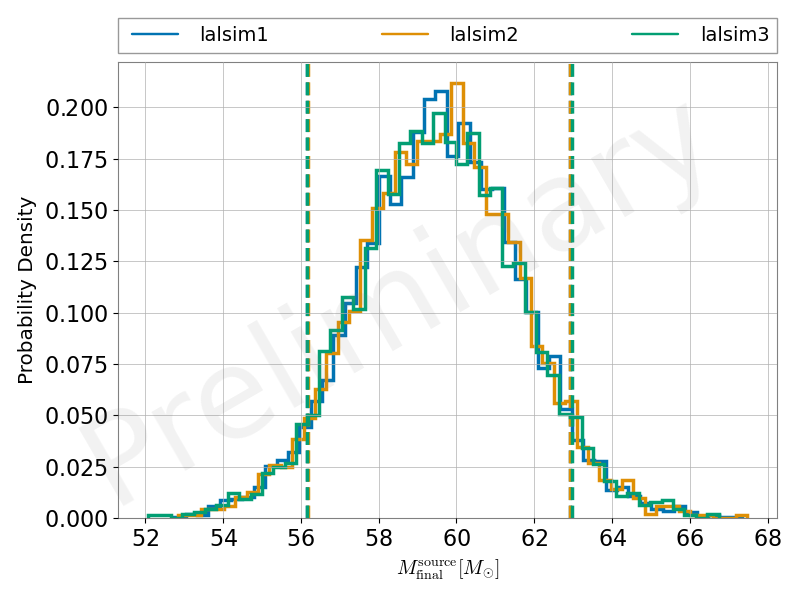 lalsim1 lalsim2 lalsim3
0.200
0.175
0.150
0.125
0.100
0.075
0.050
0.025
0.000
Probability Density
Preliminary
52 54 56 58 60 62 64 66 68
M_final^source [M_⊙]